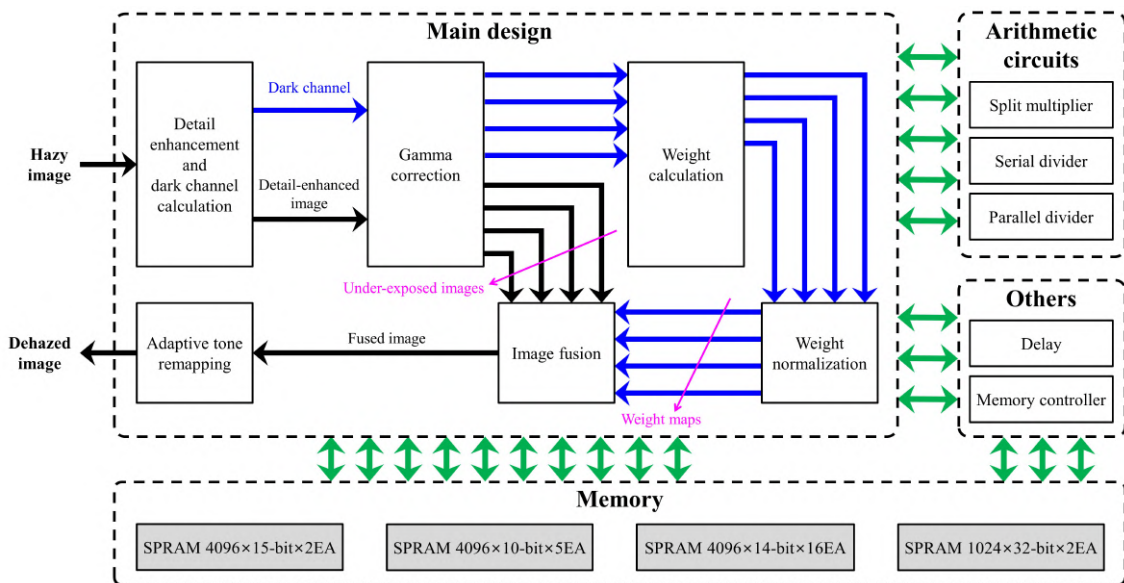 Main design
Hazy
image
Detail
enhancement
and
dark channel
calculation
Dark channel
Detail-enhanced
image
Gamma
correction
Weight
calculation
Under-exposed images
Dehazed
image
Adaptive tone
remapping
Fused image
Image fusion
Weight
normalization
Weight maps
Arithmetic
circuits
Split multiplier
Serial divider
Parallel divider
Others
Delay
Memory controller
Memory
SPRAM 4096×15-bit×2EA
SPRAM 4096×10-bit×5EA
SPRAM 4096×14-bit×16EA
SPRAM 1024×32-bit×2EA